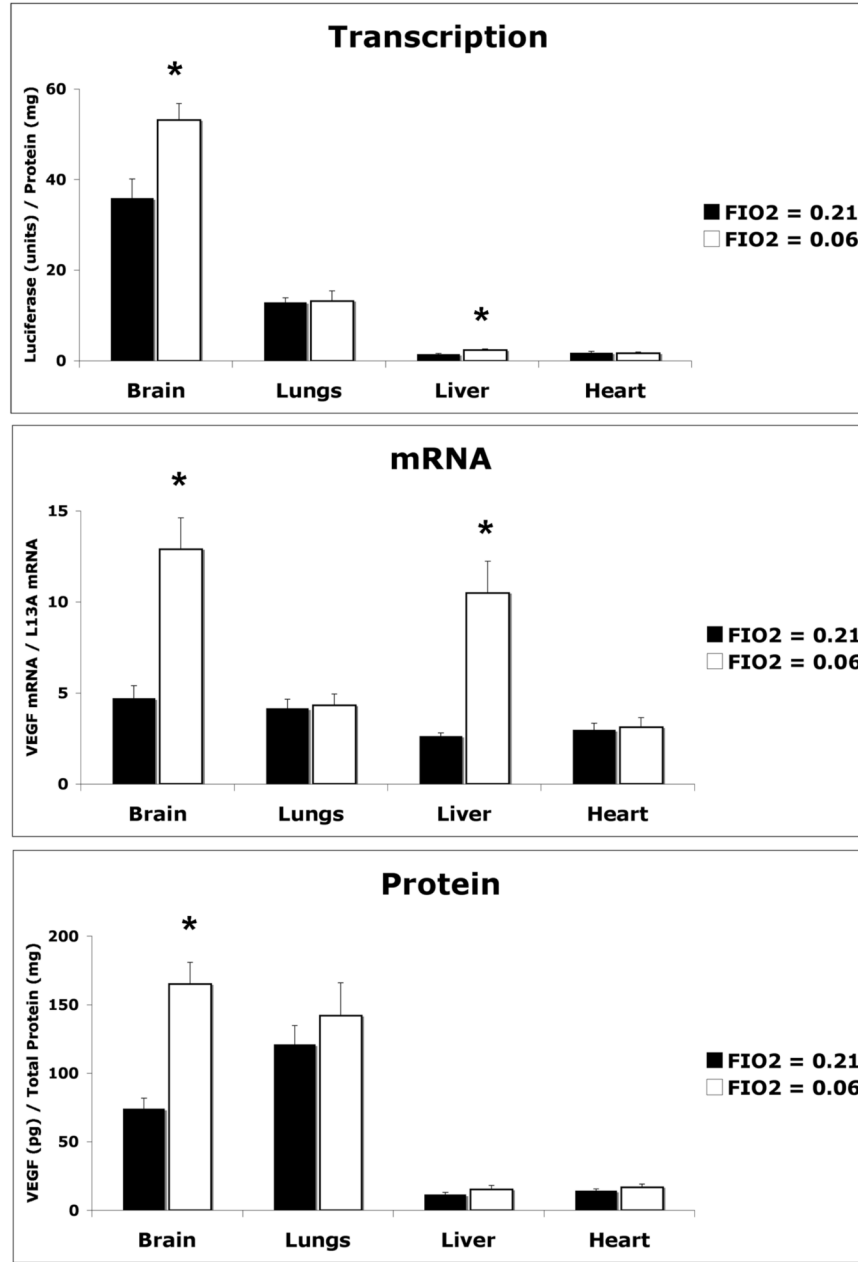 Transcription
*
60
40
20
0
*
Luciferase (units) / Protein (mg)
FIO2 = 0.21
FIO2 = 0.06
Brain Lungs Liver Heart
mRNA
*
*
15
10
5
0
VEGF mRNA / L13A mRNA
FIO2 = 0.21
FIO2 = 0.06
Brain Lungs Liver Heart
Protein
*
200
150
100
50
0
VEGF (pg) / Total Protein (mg)
FIO2 = 0.21
FIO2 = 0.06
Brain Lungs Liver Heart